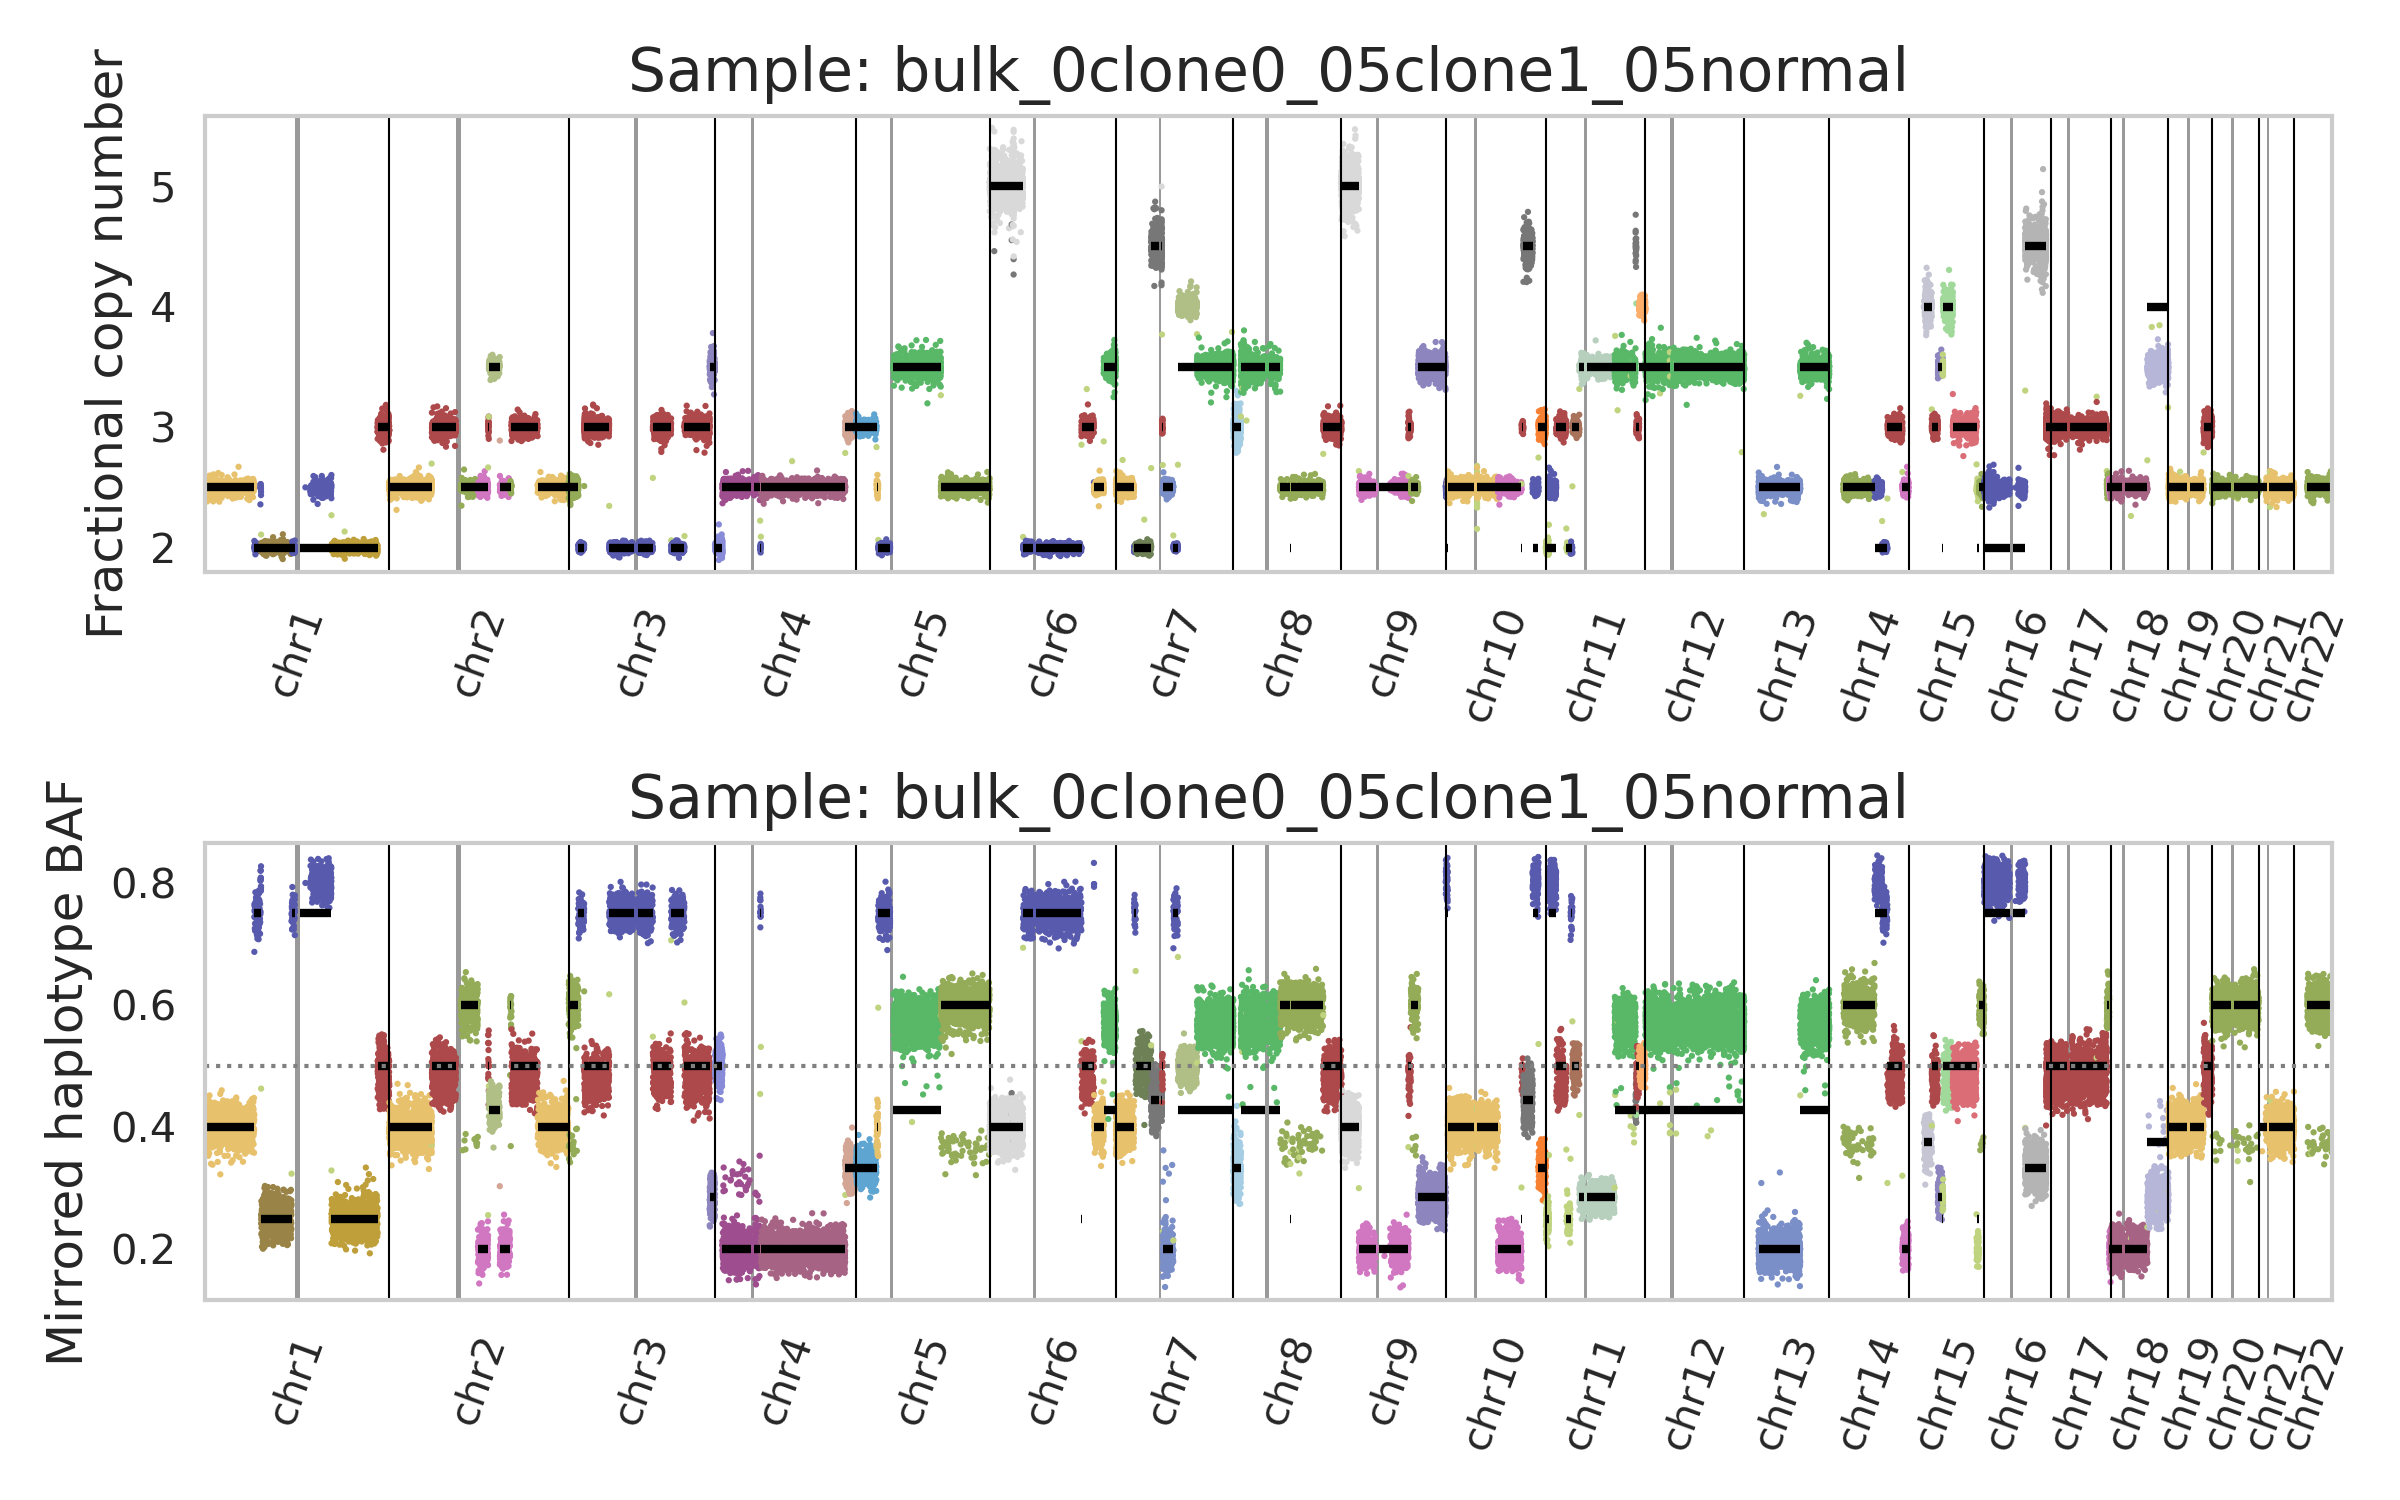 Sample: bulk_0clone0_05clone1_05normal
Fractional copy number
5
4
3
2
chr1 chr2 chr3 chr4 chr5 chr6 chr7 chr8 chr9 chr10 chr11 chr12 chr13 chr14 chr15 chr16 chr17 chr18 chr19 chr20 chr21 chr22
Sample: bulk_0clone0_05clone1_05normal
Mirrored haplotype BAF
0.8
0.6
0.4
0.2
chr1 chr2 chr3 chr4 chr5 chr6 chr7 chr8 chr9 chr10 chr11 chr12 chr13 chr14 chr15 chr16 chr17 chr18 chr19 chr20 chr21 chr22